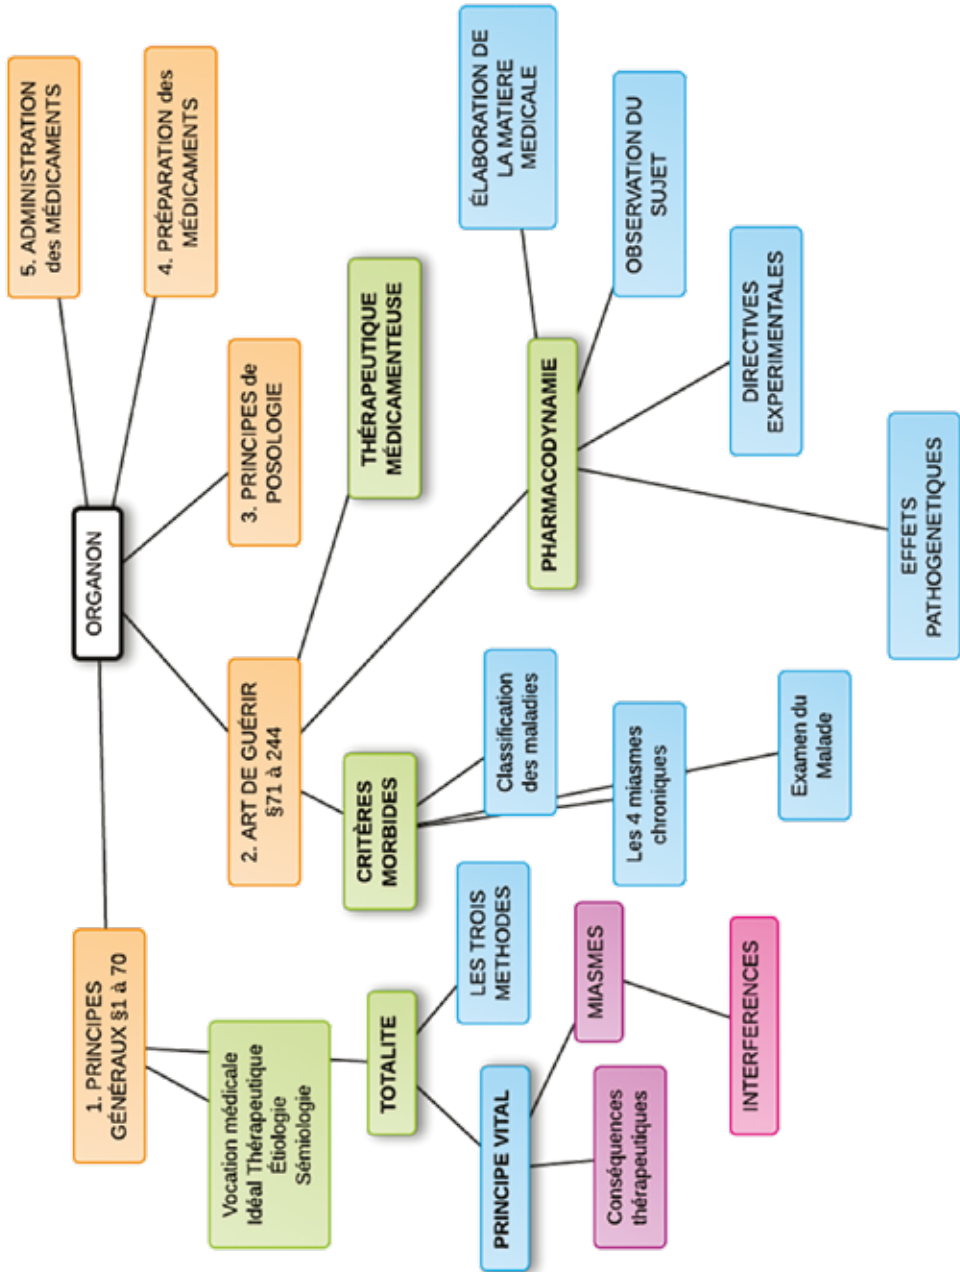 ORGANON
1. PRINCIPES
GÉNÉRAUX §1 à 70
2. ART DE GUÉRIR
§71 à 244
3. PRINCIPES de
POSOLOGIE
4. PRÉPARATION des
MÉDICAMENTS
5. ADMINISTRATION
des MÉDICAMENTS
Vocation médicale
Idéal Thérapeutique
Étiologie
Sémiologie
TOTALITE
LES TROIS
METHODES
PRINCIPE VITAL
Conséquences
thérapeutiques
MIASMES
INTERFERENCES
CRITÈRES
MORBIDES
Classification
des maladies
Les 4 miasmes
chroniques
Examen du
Malade
THÉRAPEUTIQUE
MÉDICAMENTEUSE
PHARMACODYNAMIE
EFFETS
PATHOGENETIQUES
DIRECTIVES
EXPERIMENTALES
OBSERVATION DU
SUJET
ÉLABORATION DE
LA MATIERE
MEDICALE